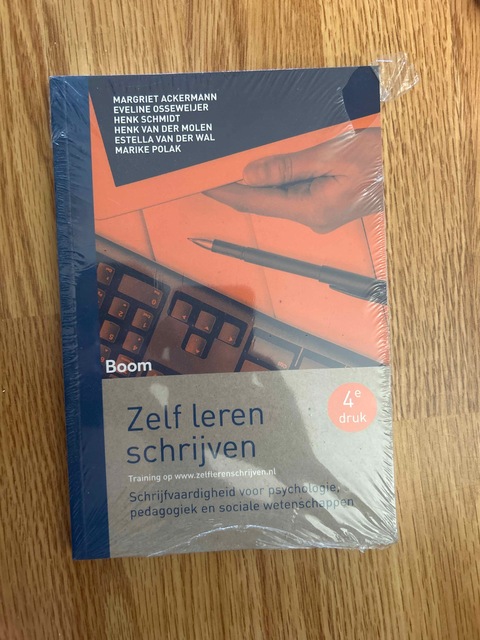 MARGRIET ACKERMANN
EVELINE OSSEWEIJER
HENK SCHMIDT
HENK VAN DER MOLEN
ESTELLA VAN DER WAL
MARIKE POLAK
Boom
4e
druk
Zelf leren
schrijven
Training op www.zelflerenschrijven.nl
Schrijfvaardigheid voor psychologie,
pedagogiek en sociale wetenschappen